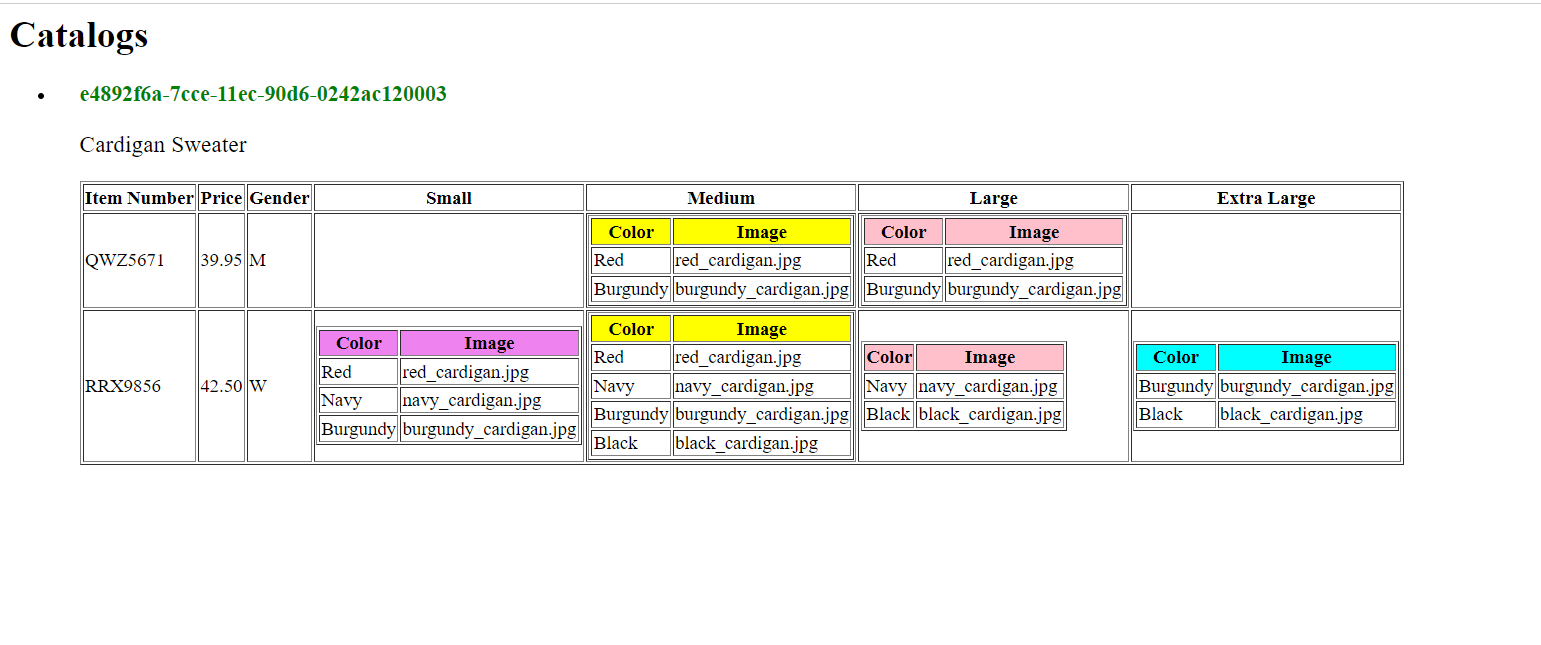 Catalogs
e4892f6a-7cce-11ec-90d6-0242ac120003
Cardigan Sweater
Item Number Price Gender Small Medium Large Extra Large
QWZ5671 39.95 M
Color Image
Red red_cardigan.jpg
Burgundy burgundy_cardigan.jpg
Color Image
Red red_cardigan.jpg
Burgundy burgundy_cardigan.jpg
RRX9856 42.50 W
Color Image
Red red_cardigan.jpg
Navy navy_cardigan.jpg
Burgundy burgundy_cardigan.jpg
Color Image
Red red_cardigan.jpg
Navy navy_cardigan.jpg
Burgundy burgundy_cardigan.jpg
Black black_cardigan.jpg
Color Image
Navy navy_cardigan.jpg
Black black_cardigan.jpg
Color Image
Burgundy burgundy_cardigan.jpg
Black black_cardigan.jpg